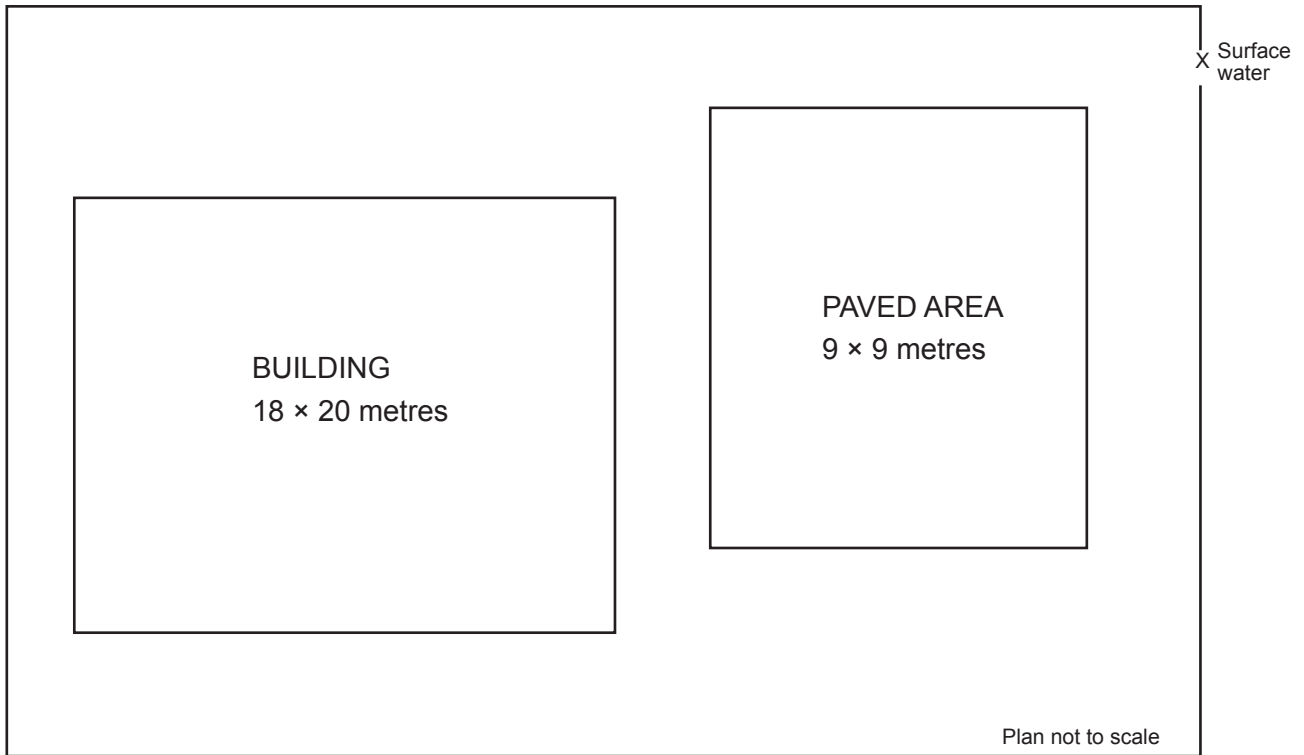 X Surface
water
PAVED AREA
9 × 9 metres
BUILDING
18 × 20 metres
Plan not to scale